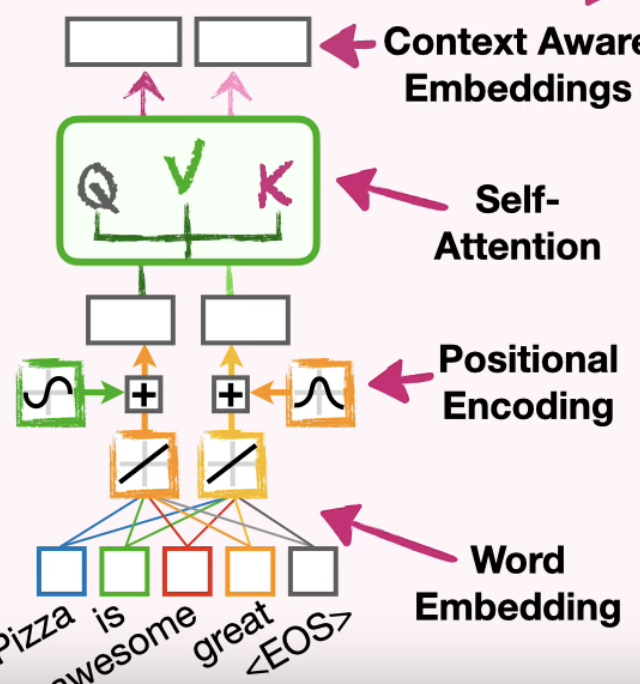 Context Aware
Embeddings
Q V K
Self-
Attention
Positional
Encoding
+ +
Word
Embedding
Pizza is awesome great <EOS>